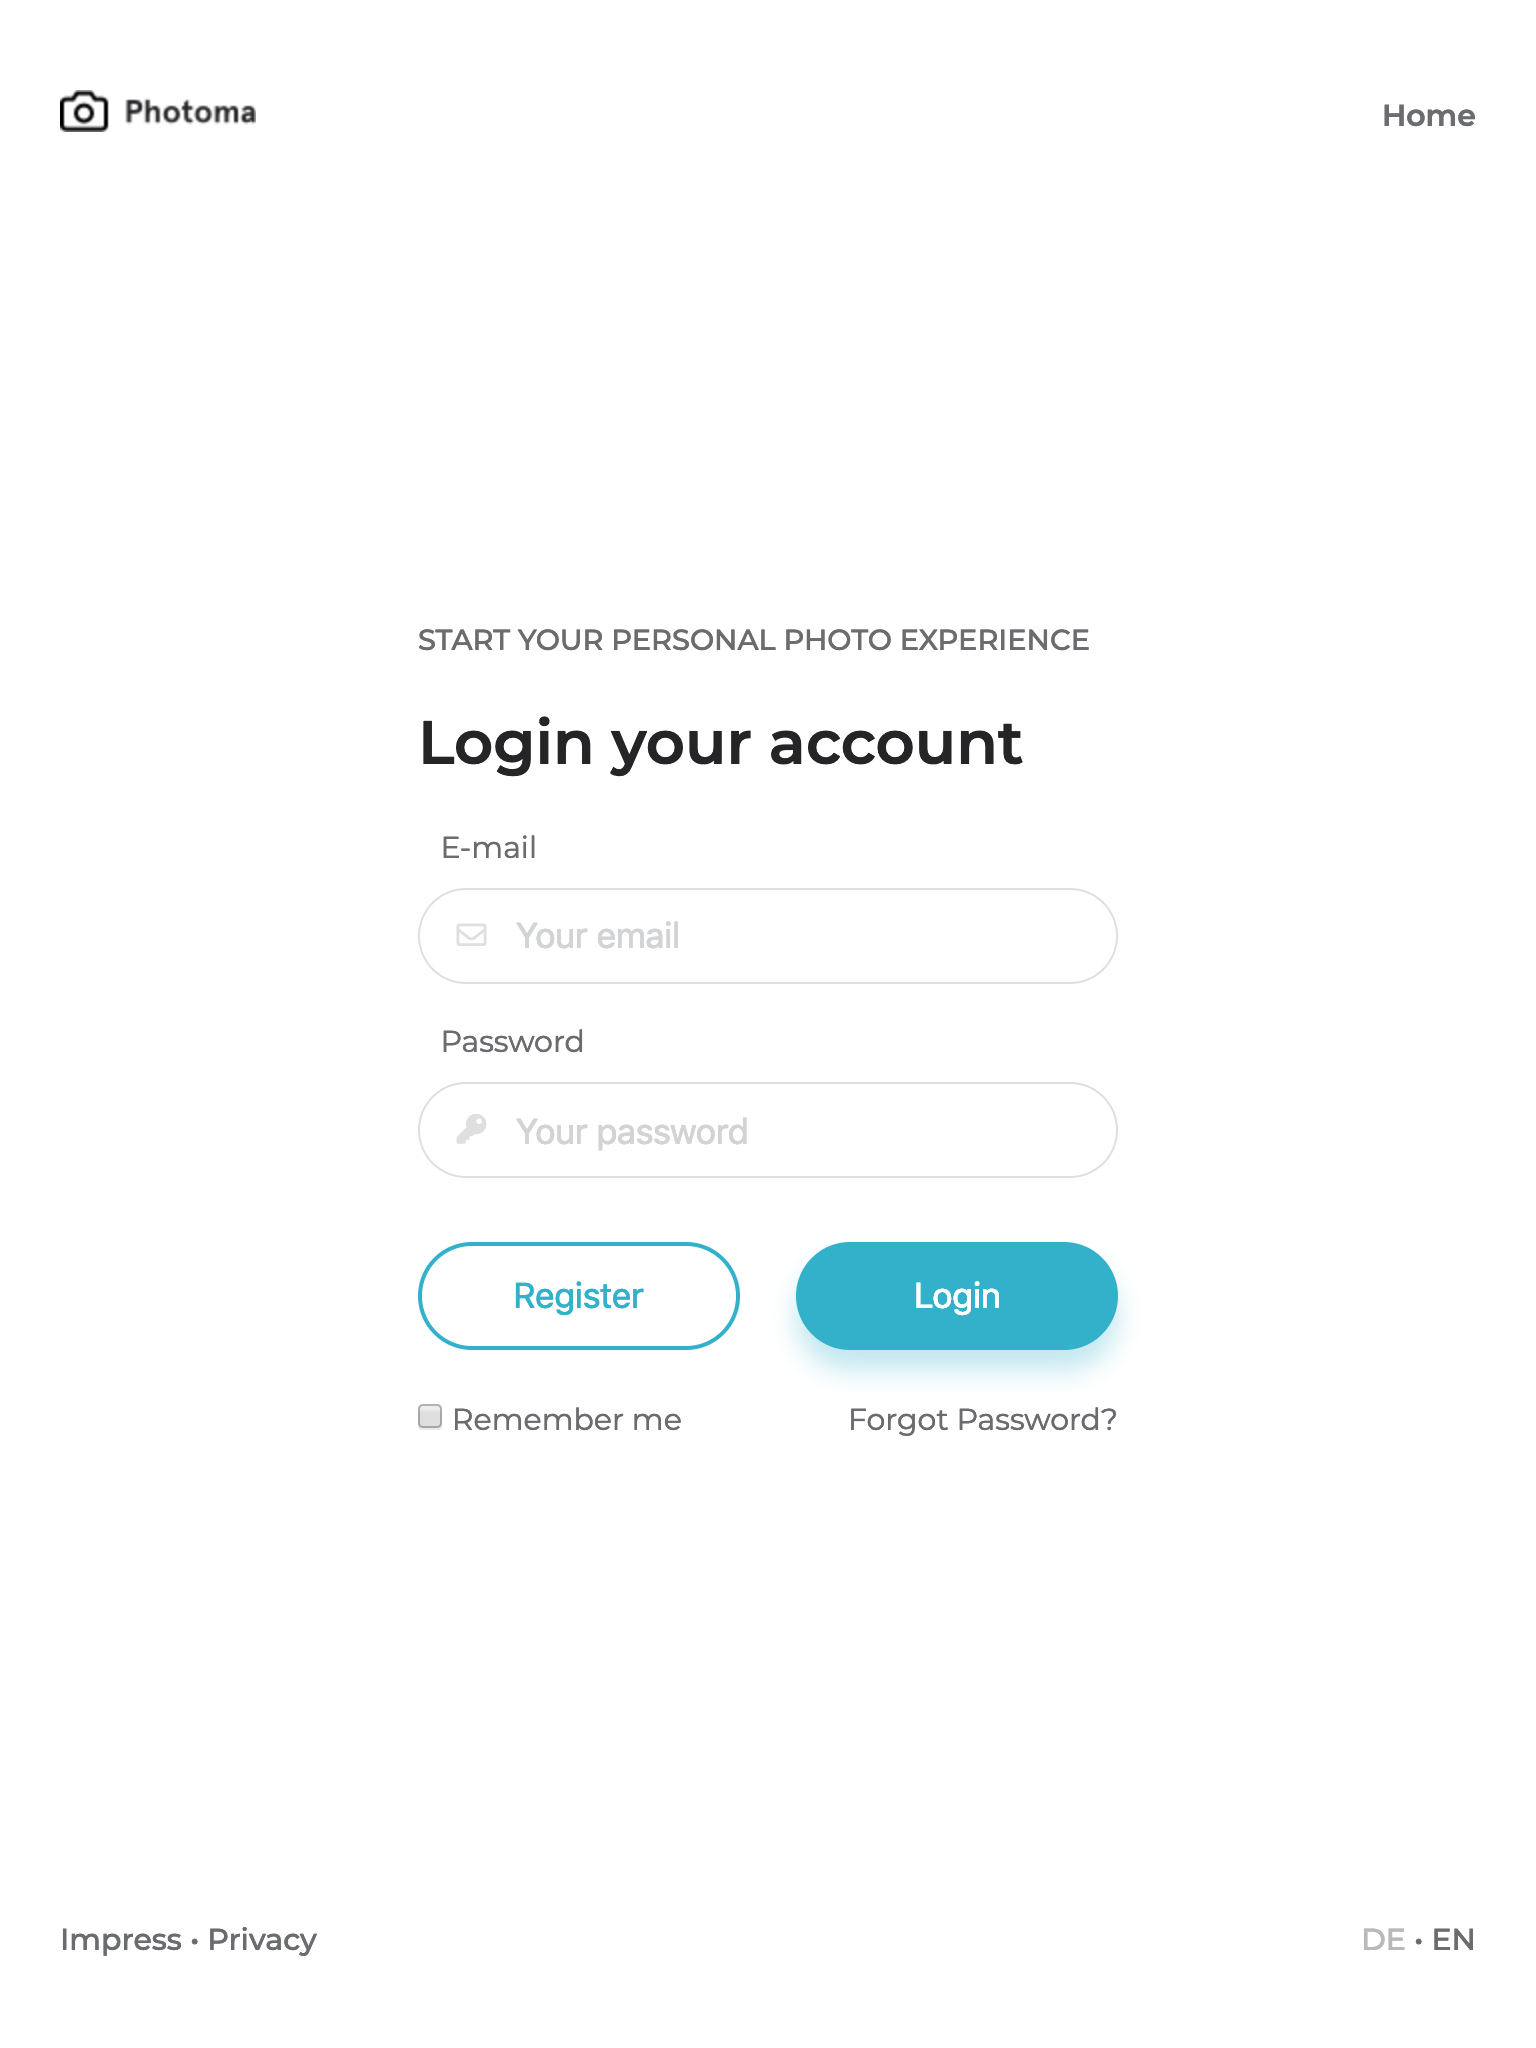 Photoma
Home
START YOUR PERSONAL PHOTO EXPERIENCE
Login your account
E-mail
Your email
Password
Your password
Register
Login
Remember me
Forgot Password?
Impress • Privacy
DE • EN